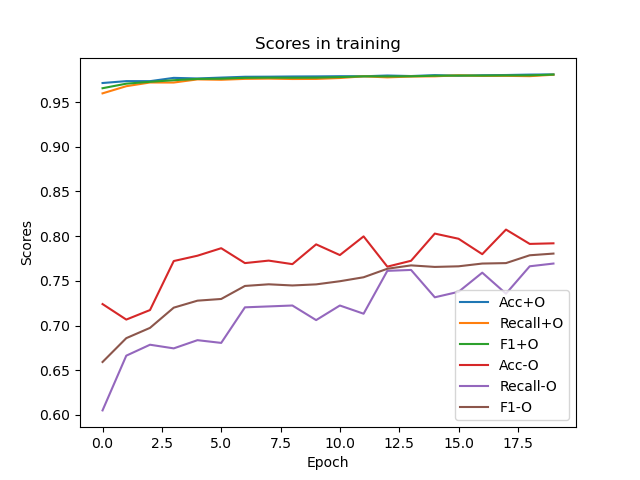 Scores in training
Scores
0.95
0.90
0.85
0.80
0.75
0.70
0.65
0.60
Acc+O
Recall+O
F1+O
Acc-O
Recall-O
F1-O
0.0 2.5 5.0 7.5 10.0 12.5 15.0 17.5
Epoch